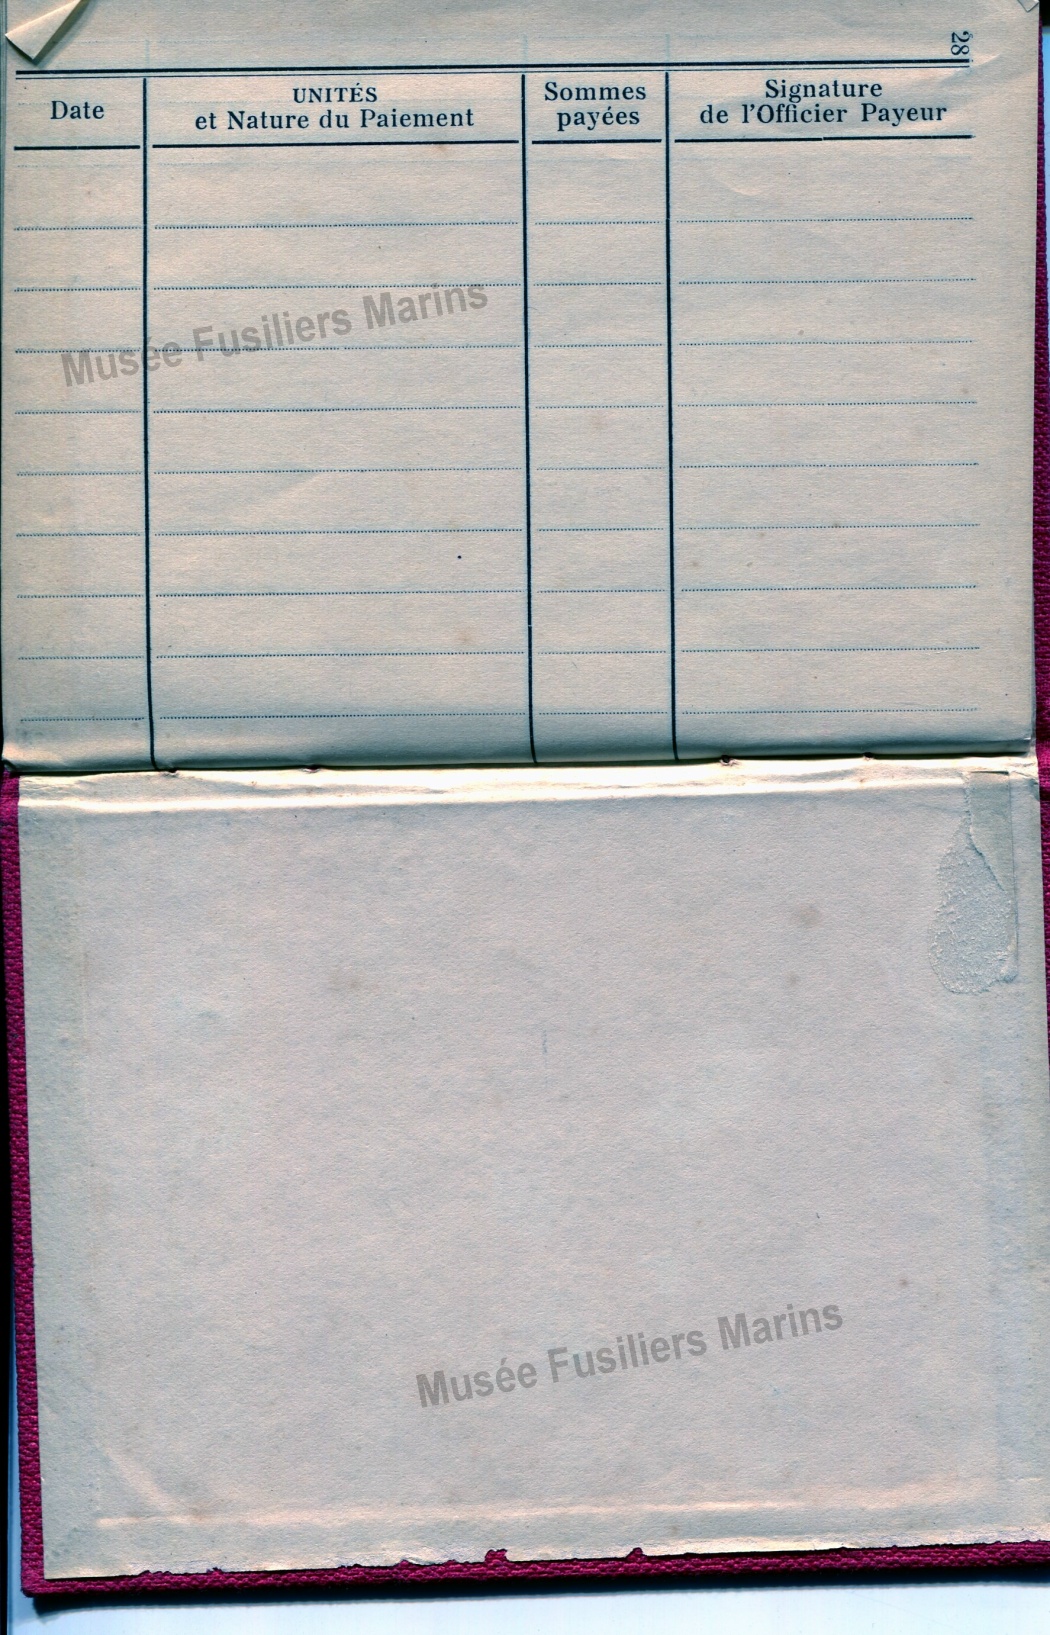 28
Date
UNITÉS
et Nature du Paiement
Sommes
payées
Signature
de l'Officier Payeur
Musée Fusiliers Marins
Musée Fusiliers Marins